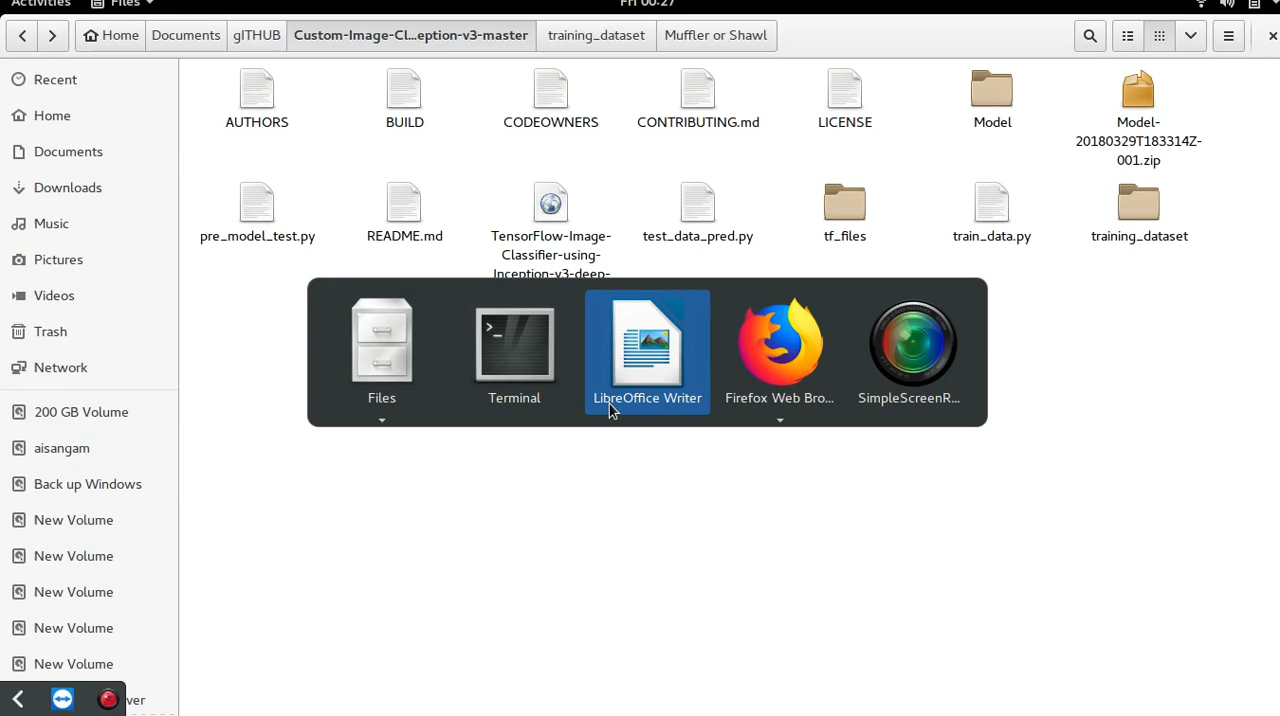 Activities Files Fri 00:27
Home Documents gITHUB Custom-Image-Cl...eption-v3-master training_dataset Muffler or Shawl
Recent
Home
Documents
Downloads
Music
Pictures
Videos
Trash
Network
200 GB Volume
aisangam
Back up Windows
New Volume
New Volume
New Volume
New Volume
New Volume
ver
AUTHORS BUILD CODEOWNERS CONTRIBUTING.md LICENSE Model Model-
20180329T183314Z-
001.zip
pre_model_test.py README.md TensorFlow-Image- test_data_pred.py tf_files train_data.py training_dataset
Classifier-using-
Inception-v3-deep-
>_
Files Terminal LibreOffice Writer Firefox Web Bro... SimpleScreenR...